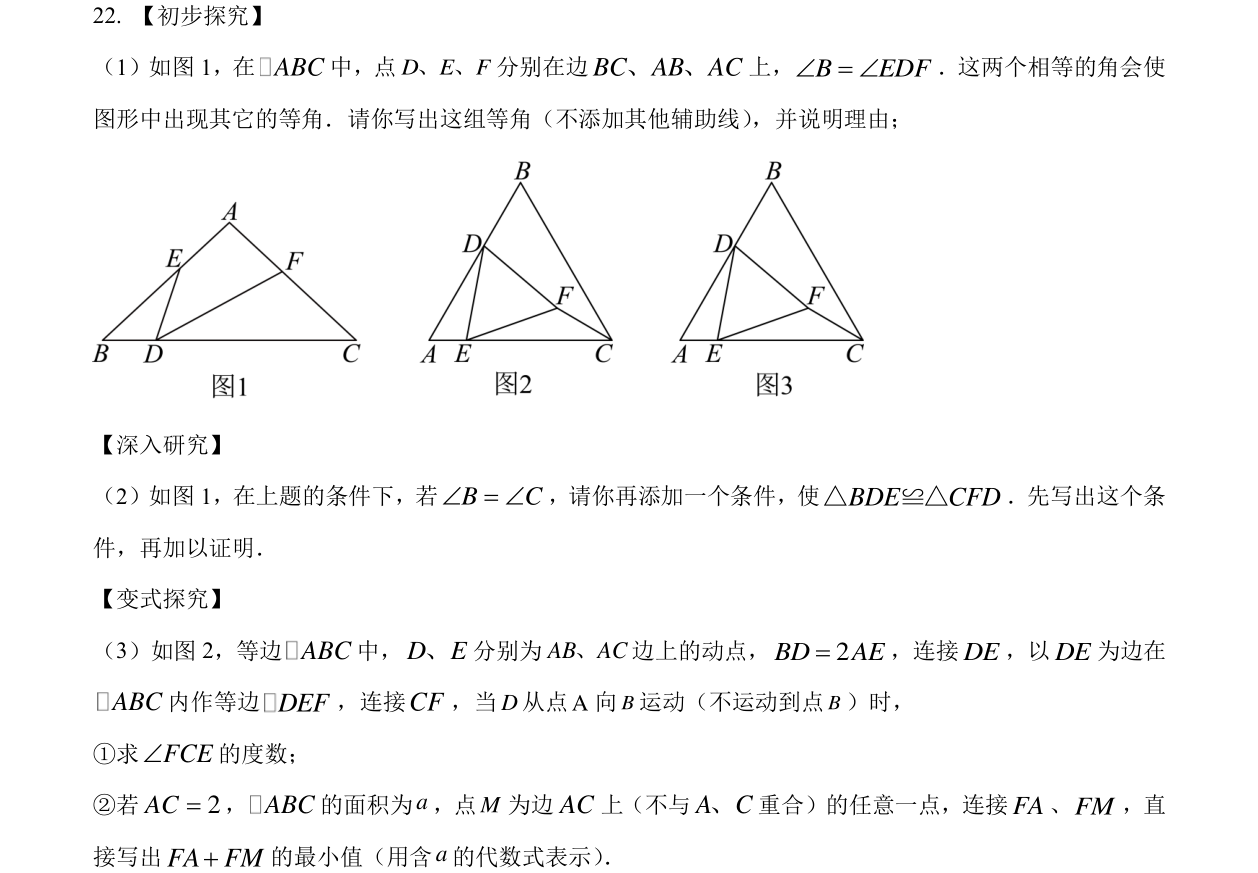 22. 【初步探究】
（1）如图 1，在□ABC 中，点 D、E、F 分别在边 BC、AB、AC 上，∠B = ∠EDF．这两个相等的角会使
图形中出现其它的等角．请你写出这组等角（不添加其他辅助线），并说明理由；
B
B
A
D
D
E
F
F
F
B D C
A E C
A E C
图1
图2
图3
【深入研究】
（2）如图 1，在上题的条件下，若 ∠B = ∠C，请你再添加一个条件，使 △BDE≌△CFD．先写出这个条
件，再加以证明．
【变式探究】
（3）如图 2，等边□ABC 中， D、E 分别为 AB、AC 边上的动点， BD = 2AE，连接 DE，以 DE 为边在
□ABC 内作等边□DEF，连接 CF，当 D 从点 A 向 B 运动（不运动到点 B）时，
①求 ∠FCE 的度数；
②若 AC = 2，□ABC 的面积为 a，点 M 为边 AC 上（不与 A、C 重合）的任意一点，连接 FA、FM，直
接写出 FA + FM 的最小值（用含 a 的代数式表示）．